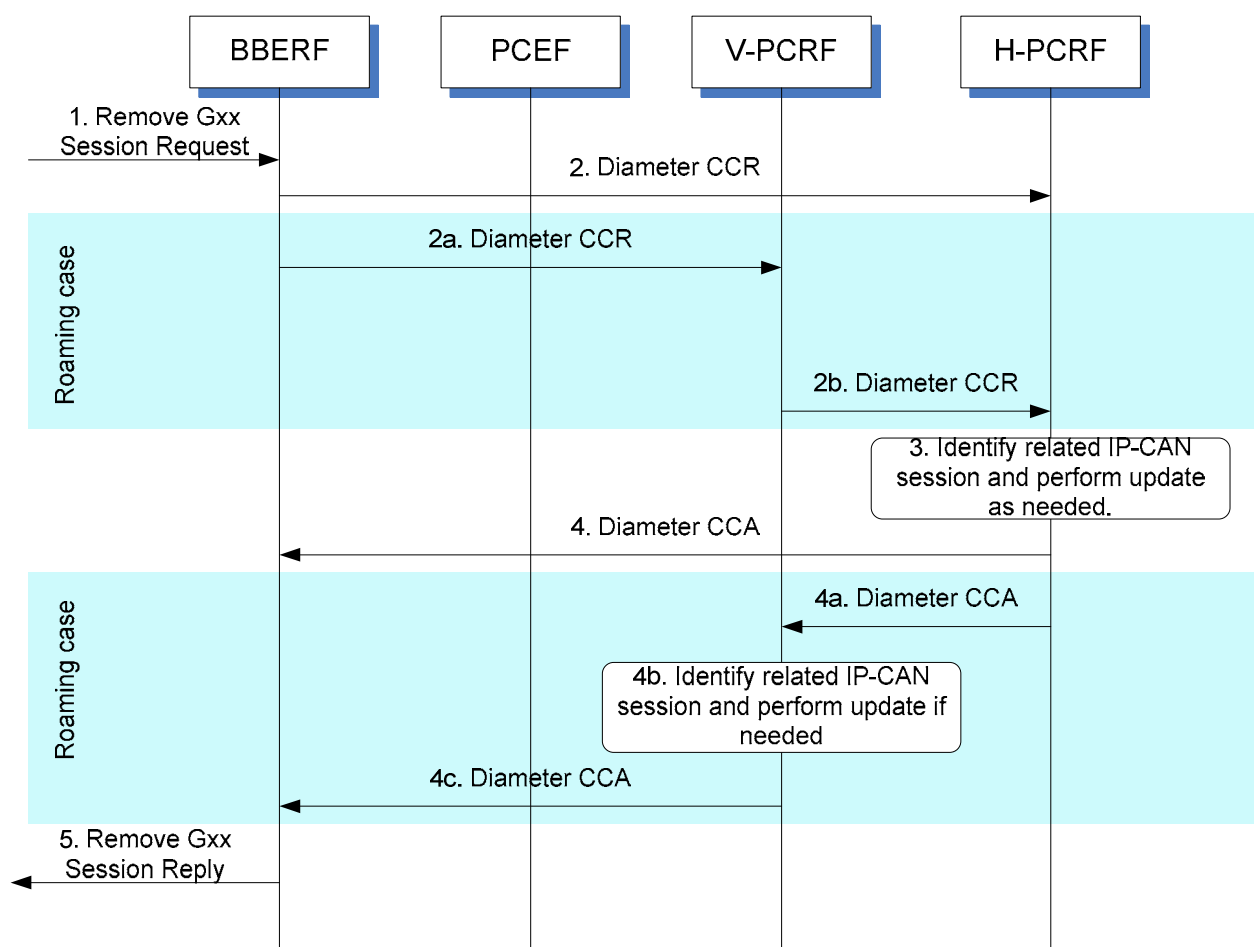 BBERF
PCEF
V-PCRF
H-PCRF
1. Remove Gxx
Session Request
2. Diameter CCR
Roaming case
2a. Diameter CCR
2b. Diameter CCR
3. Identify related IP-CAN
session and perform update
as needed.
4. Diameter CCA
Roaming case
4a. Diameter CCA
4b. Identify related IP-CAN
session and perform update if
needed
4c. Diameter CCA
5. Remove Gxx
Session Reply